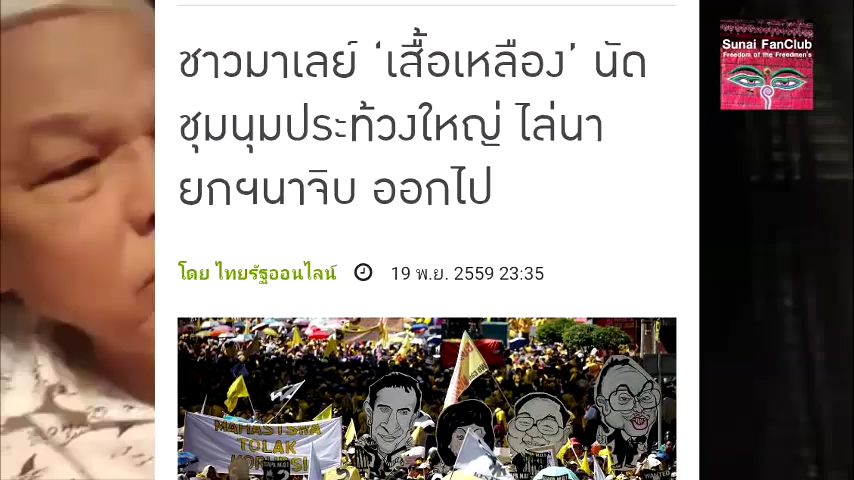 ชาวมาเลย์ 'เสื้อเหลือง' นัด
ชุมนุมประท้วงใหญ่ ไล่นา
ยกฯนาจิบ ออกไป
โดย ไทยรัฐออนไลน์ 19 พ.ย. 2559 23:35
Sunai FanClub
Freedom of the Freedmen's
MAHASISWA
TOLAK